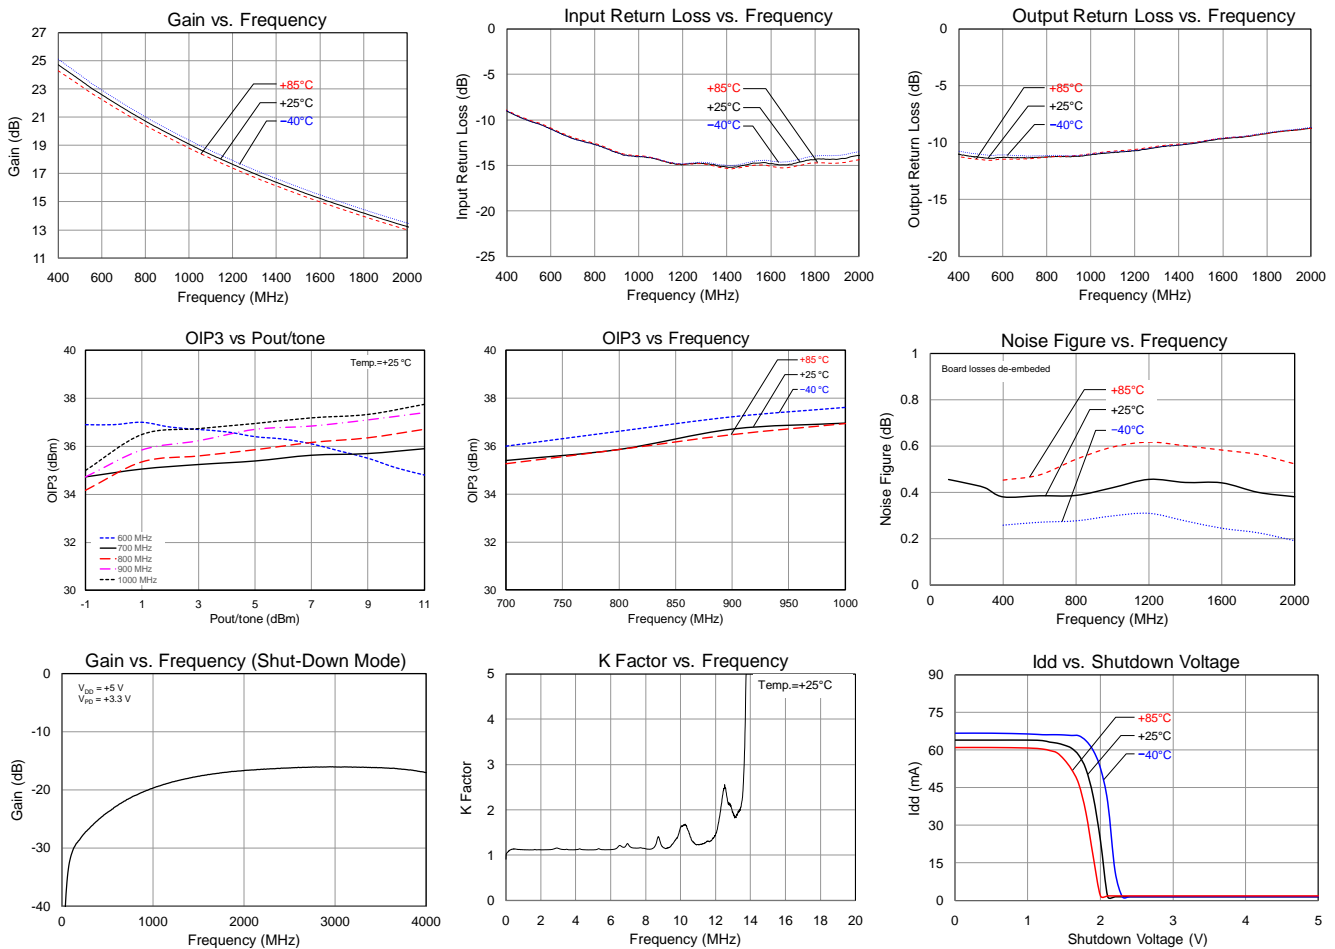 Gain vs. Frequency
Gain (dB)
27
25
23
21
19
17
15
13
11
+85°C
+25°C
−40°C
400 600 800 1000 1200 1400 1600 1800 2000
Frequency (MHz)
Input Return Loss vs. Frequency
Input Return Loss (dB)
0
-5
-10
-15
-20
-25
+85°C
+25°C
−40°C
400 600 800 1000 1200 1400 1600 1800 2000
Frequency (MHz)
Output Return Loss vs. Frequency
Output Return Loss (dB)
0
-5
-10
-15
-20
+85°C
+25°C
−40°C
400 600 800 1000 1200 1400 1600 1800 2000
Frequency (MHz)
OIP3 vs Pout/tone
OIP3 (dBm)
40
38
36
34
32
30
Temp.=+25 °C
600 MHz
700 MHz
800 MHz
900 MHz
1000 MHz
-1 1 3 5 7 9 11
Pout/tone (dBm)
OIP3 vs Frequency
OIP3 (dBm)
40
38
36
34
32
30
+85 °C
+25 °C
−40 °C
700 750 800 850 900 950 1000
Frequency (MHz)
Noise Figure vs. Frequency
Noise Figure (dB)
1
0.8
0.6
0.4
0.2
0
Board losses de-embeded
+85°C
+25°C
−40°C
0 400 800 1200 1600 2000
Frequency (MHz)
Gain vs. Frequency (Shut-Down Mode)
Gain (dB)
0
-10
-20
-30
-40
VDD = +5 V
VPD = +3.3 V
0 1000 2000 3000 4000
Frequency (MHz)
K Factor vs. Frequency
K Factor
5
4
3
2
1
0
Temp.=+25°C
0 2 4 6 8 10 12 14 16 18 20
Frequency (MHz)
Idd vs. Shutdown Voltage
Idd (mA)
90
75
60
45
30
15
0
+85°C
+25°C
−40°C
0 1 2 3 4 5
Shutdown Voltage (V)